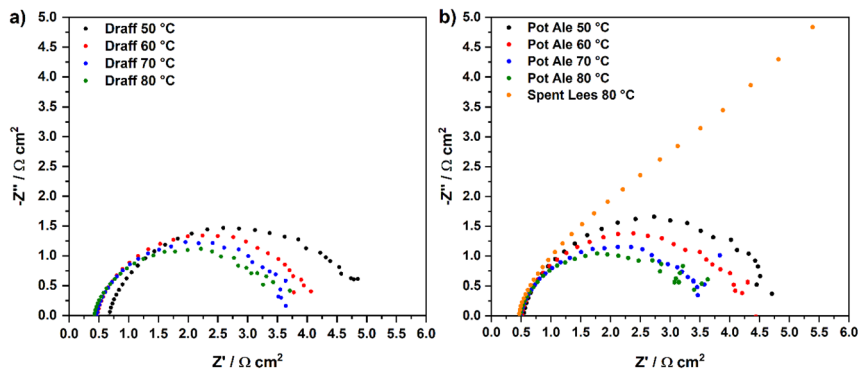 a)
Draff 50 °C
Draff 60 °C
Draff 70 °C
Draff 80 °C
-Z'' / Ω cm2
5.0
4.5
4.0
3.5
3.0
2.5
2.0
1.5
1.0
0.5
0.0
0.0 0.5 1.0 1.5 2.0 2.5 3.0 3.5 4.0 4.5 5.0 5.5 6.0
Z' / Ω cm2
b)
Pot Ale 50 °C
Pot Ale 60 °C
Pot Ale 70 °C
Pot Ale 80 °C
Spent Lees 80 °C
-Z'' / Ω cm2
5.0
4.5
4.0
3.5
3.0
2.5
2.0
1.5
1.0
0.5
0.0
0.0 0.5 1.0 1.5 2.0 2.5 3.0 3.5 4.0 4.5 5.0 5.5 6.0
Z' / Ω cm2